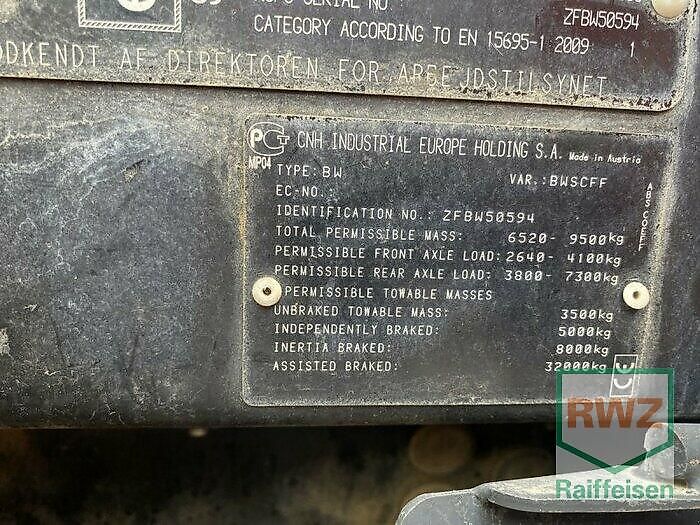 SERIAL NO ZFBW50594
CATEGORY ACCORDING TO EN 15695-1 2009 1
AF DIREKTOREN FOR ARBEJDSTILSYNET
CNH INDUSTRIAL EUROPE HOLDING S.A. Made in Austria
MP04
TYPE: BW VAR.: BWSCFF
EC-NO.:
IDENTIFICATION NO.: ZFBW50594
TOTAL PERMISSIBLE MASS: 6520- 9500kg
PERMISSIBLE FRONT AXLE LOAD: 2640- 4100kg
PERMISSIBLE REAR AXLE LOAD: 3800- 7300kg
PERMISSIBLE TOWABLE MASSES
UNBRAKED TOWABLE MASS: 3500kg
INDEPENDENTLY BRAKED: 5000kg
INERTIA BRAKED: 8000kg
ASSISTED BRAKED: 32000kg
RWZ
Raiffeisen